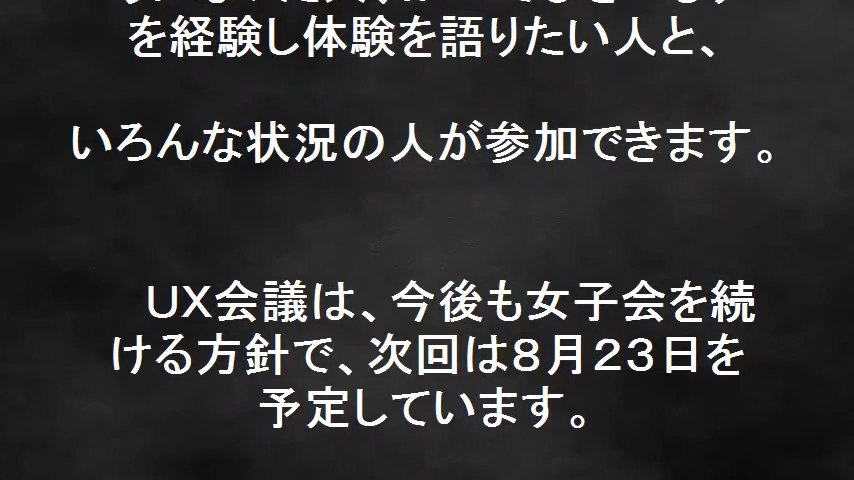 を経験し体験を語りたい人と、
いろんな状況の人が参加できます。
　ＵＸ会議は、今後も女子会を続
ける方針で、次回は８月２３日を
予定しています。